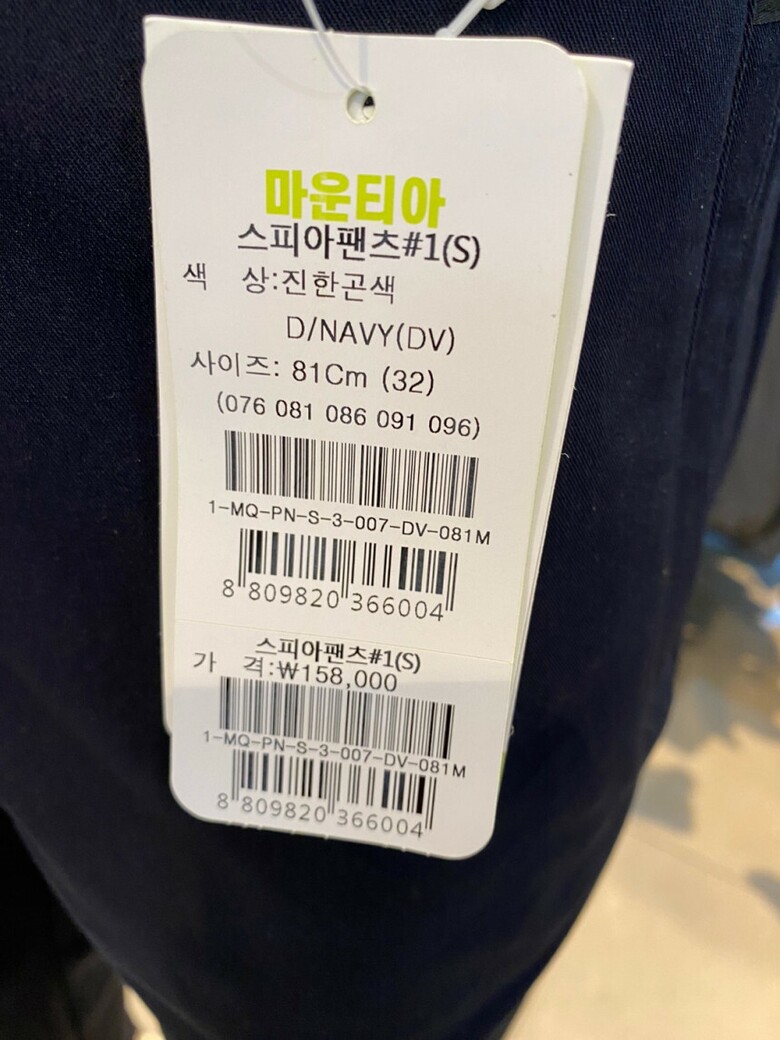 마운티아
스피아팬츠#1(S)
색 상:진한곤색
D/NAVY(DV)
사이즈: 81Cm (32)
(076 081 086 091 096)
1-MQ-PN-S-3-007-DV-081M
8 809820 366004
스피아팬츠#1(S)
가 격:₩158,000
1-MQ-PN-S-3-007-DV-081M
8 809820 366004